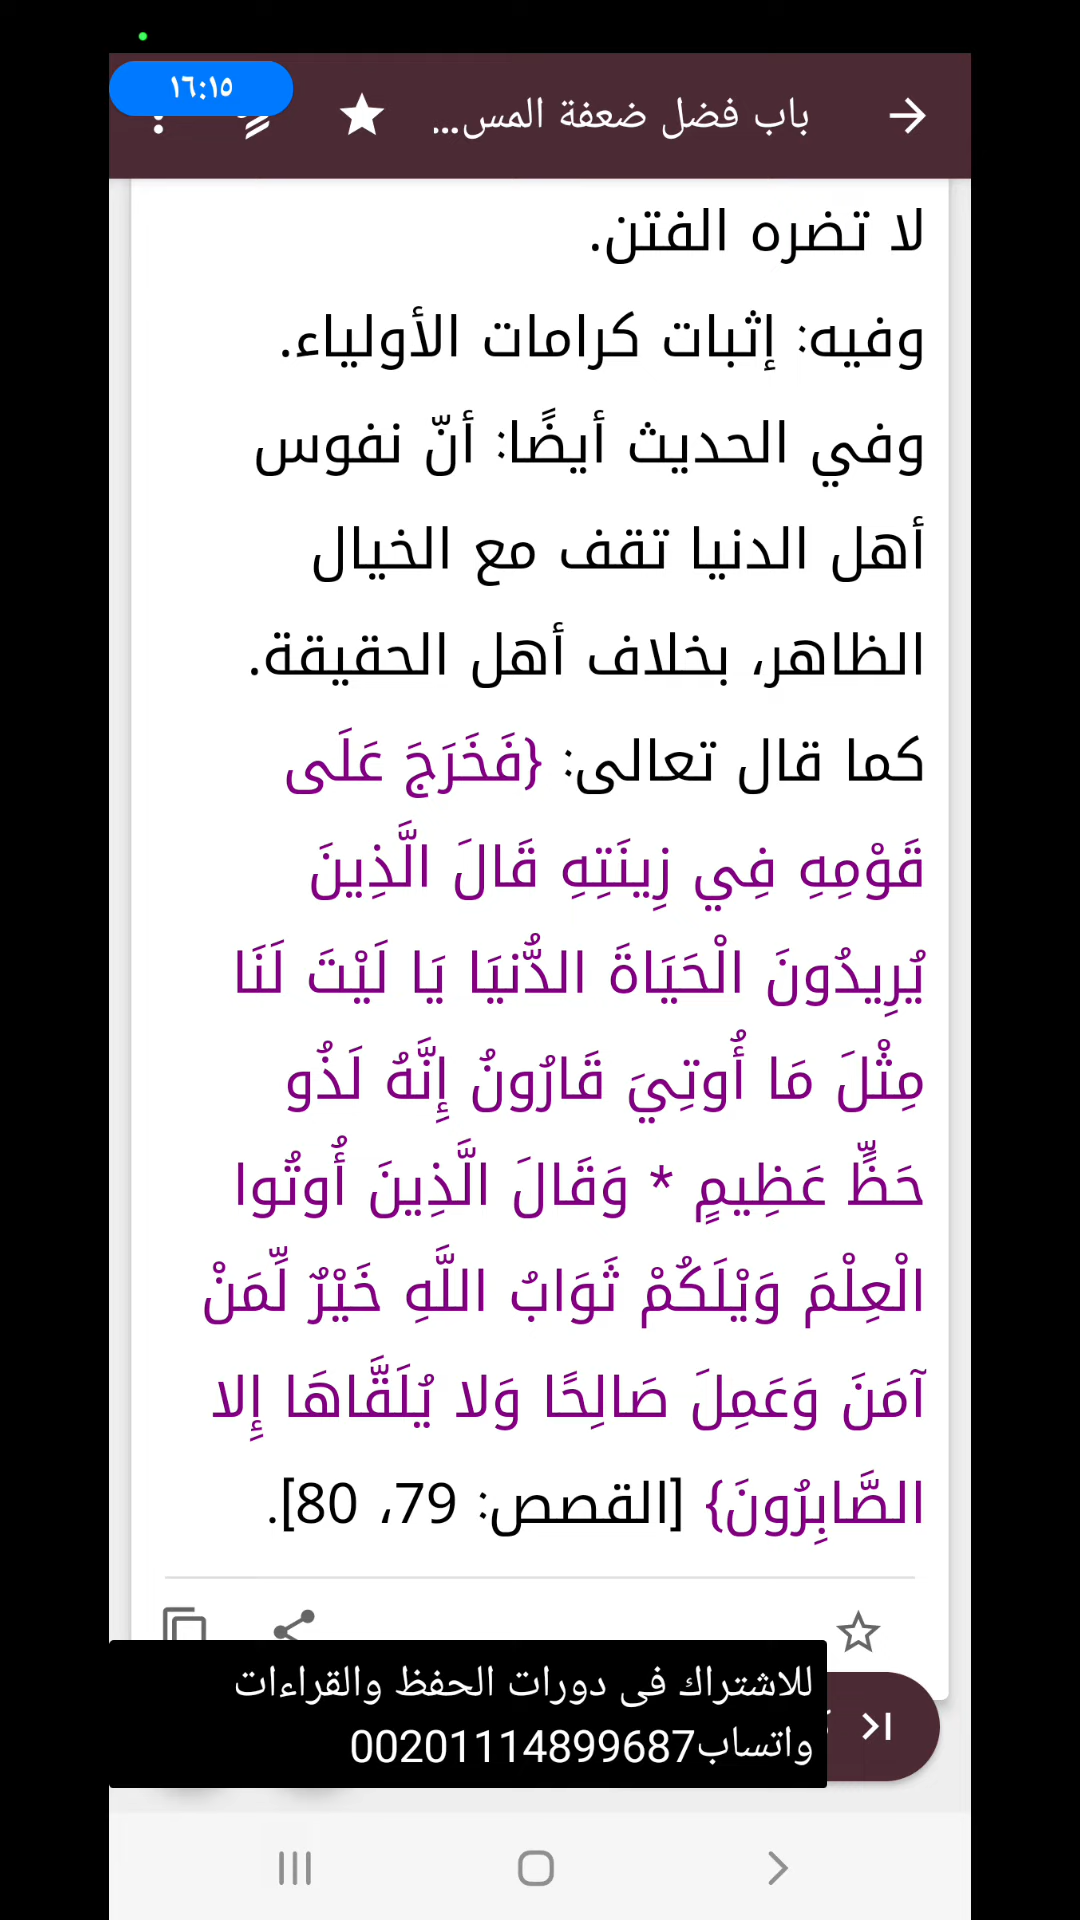 ١٦:١٥
باب فضل ضعفة المس...
لا تضره الفتن.
وفيه: إثبات كرامات الأولياء.
وفي الحديث أيضًا: أنّ نفوس
أهل الدنيا تقف مع الخيال
الظاهر، بخلاف أهل الحقيقة.
كما قال تعالى: {فَخَرَجَ عَلَى
قَوْمِهِ فِي زِينَتِهِ قَالَ الَّذِينَ
يُرِيدُونَ الْحَيَاةَ الدُّنيَا يَا لَيْتَ لَنَا
مِثْلَ مَا أُوتِيَ قَارُونُ إِنَّهُ لَذُو
حَظٍّ عَظِيمٍ * وَقَالَ الَّذِينَ أُوتُوا
الْعِلْمَ وَيْلَكُمْ ثَوَابُ اللَّهِ خَيْرٌ لِّمَنْ
آمَنَ وَعَمِلَ صَالِحًا وَلا يُلَقَّاهَا إِلا
الصَّابِرُونَ} [القصص: 79، 80].
للاشتراك فى دورات الحفظ والقراءات
واتساب00201114899687